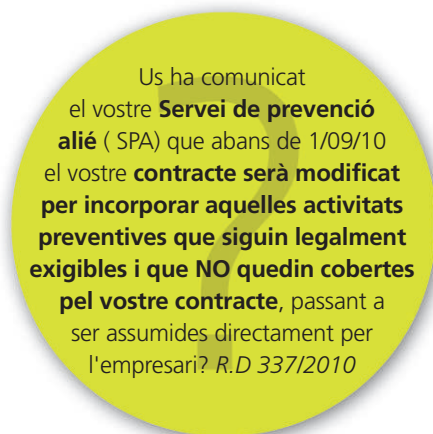 Us ha comunicat
el vostre Servei de prevenció
alié ( SPA) que abans de 1/09/10
el vostre contracte serà modificat
per incorporar aquelles activitats
preventives que siguin legalment
exigibles i que NO quedin cobertes
pel vostre contracte, passant a
ser assumides directament per
l'empresari? R.D 337/2010
?